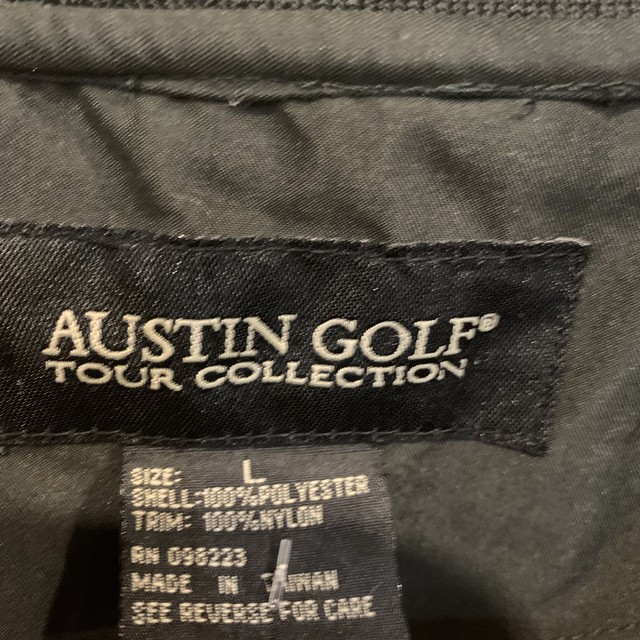 AUSTIN GOLF®
TOUR COLLECTION
SIZE: L
SHELL:100%POLYESTER
TRIM: 100%NYLON
RN 090223
MADE IN TAIWAN
SEE REVERSE FOR CARE